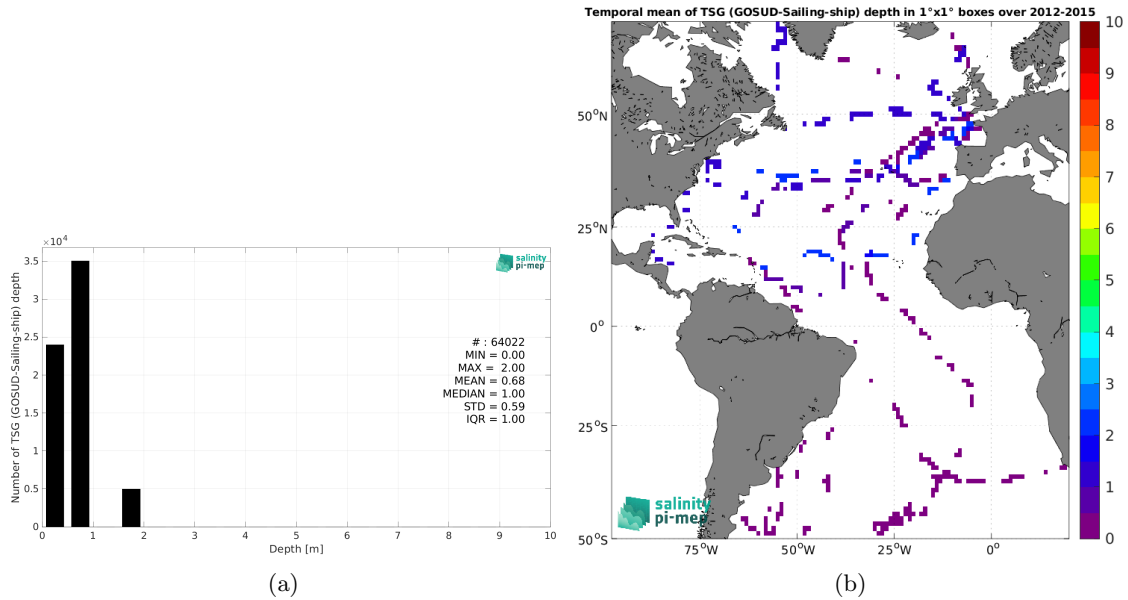 Temporal mean of TSG (GOSUD-Sailing-ship) depth in 1°x1° boxes over 2012-2015
×10⁴
3.5
3
2.5
2
1.5
1
0.5
0
Number of TSG (GOSUD-Sailing-ship) depth
salinity
pi-mep
# : 64022
MIN = 0.00
MAX = 2.00
MEAN = 0.68
MEDIAN = 1.00
STD = 0.59
IQR = 1.00
0 1 2 3 4 5 6 7 8 9 10
Depth [m]
(a)
50°N
25°N
0°
25°S
50°S
salinity
pi-mep
75°W 50°W 25°W 0°
10
9
8
7
6
5
4
3
2
1
0
(b)